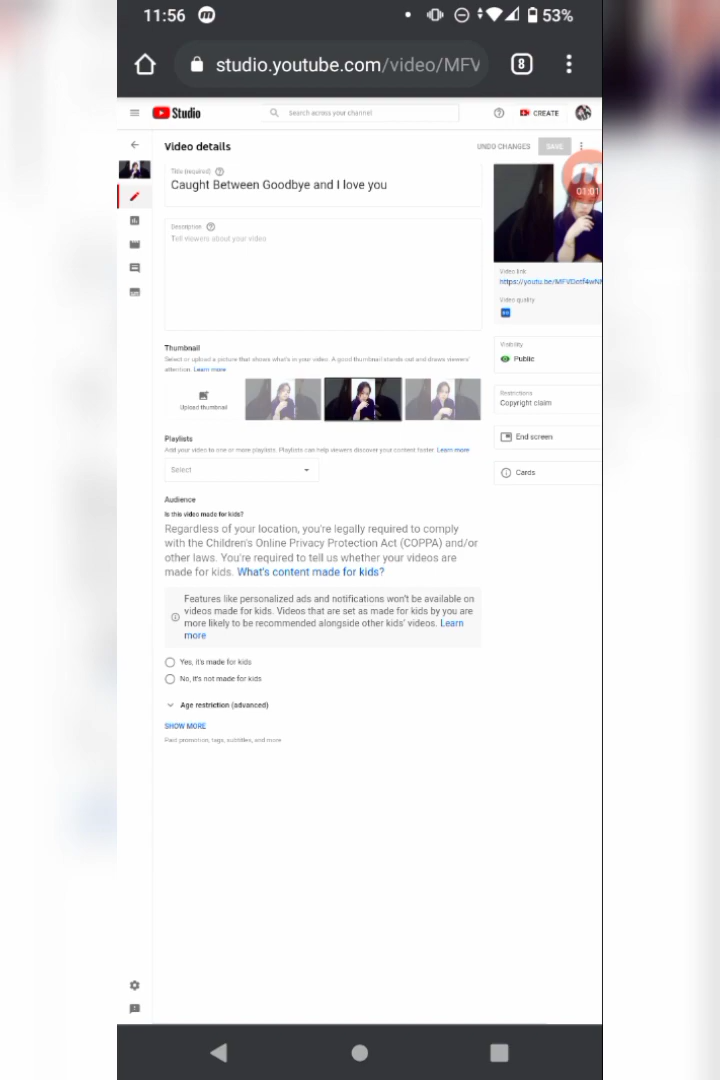 11:56
53%
studio.youtube.com/video/MFV
8
Studio
Search across your channel
CREATE
Video details
UNDO CHANGES
SAVE
01:01
Title (required)
Caught Between Goodbye and I love you
Description
Tell viewers about your video
Video link
https://youtu.be/MFVDotf4wN
Video quality
Thumbnail
Select or upload a picture that shows what's in your video. A good thumbnail stands out and draws viewers'
attention. Learn more
Upload thumbnail
Visibility
Public
Restrictions
Copyright claim
End screen
Cards
Playlists
Add your video to one or more playlists. Playlists can help viewers discover your content faster. Learn more
Select
Audience
Is this video made for kids?
Regardless of your location, you're legally required to comply
with the Children's Online Privacy Protection Act (COPPA) and/or
other laws. You're required to tell us whether your videos are
made for kids. What's content made for kids?
Features like personalized ads and notifications won't be available on
videos made for kids. Videos that are set as made for kids by you are
more likely to be recommended alongside other kids' videos. Learn
more
Yes, it's made for kids
No, it's not made for kids
Age restriction (advanced)
SHOW MORE
Paid promotion, tags, subtitles, and more